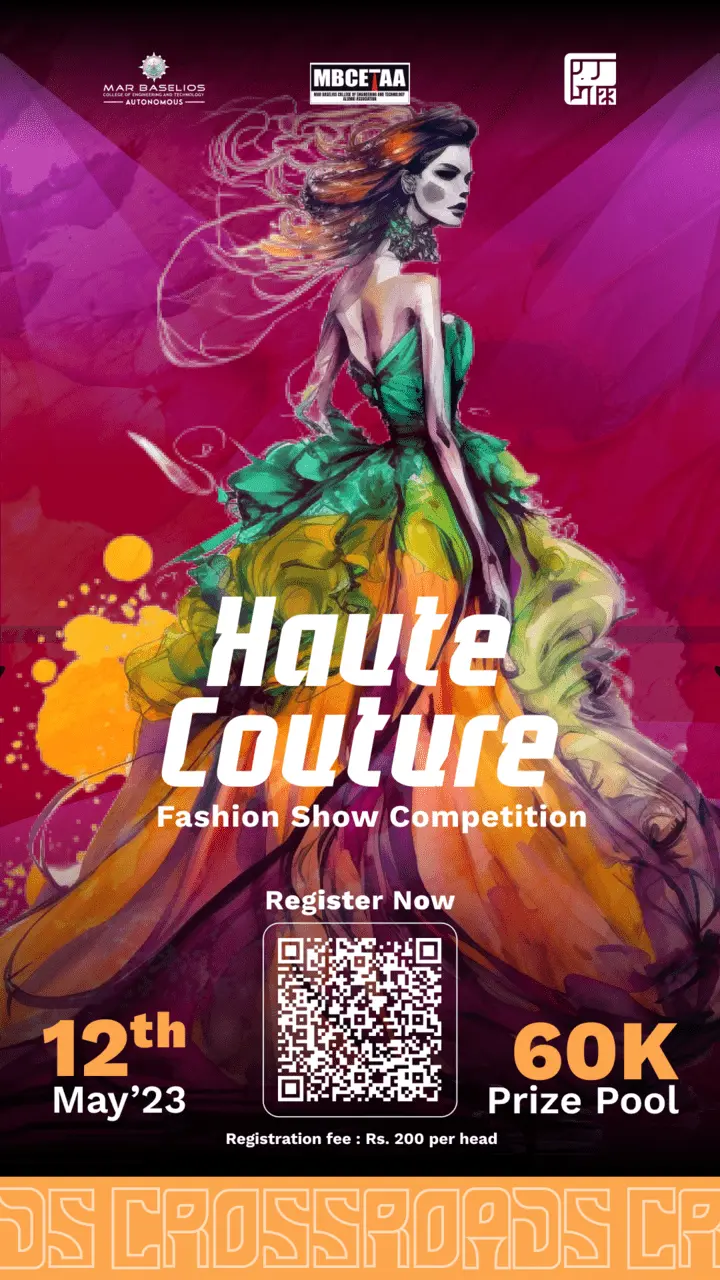 MAR BASELIOS
COLLEGE OF ENGINEERING AND TECHNOLOGY
AUTONOMOUS
MBCETAA
MAR BASELIOS COLLEGE OF ENGINEERING AND TECHNOLOGY
ALUMNI ASSOCIATION
23
Haute
Couture
Fashion Show Competition
Register Now
12th
May'23
60K
Prize Pool
Registration fee : Rs. 200 per head
DS CROSSROADS CR